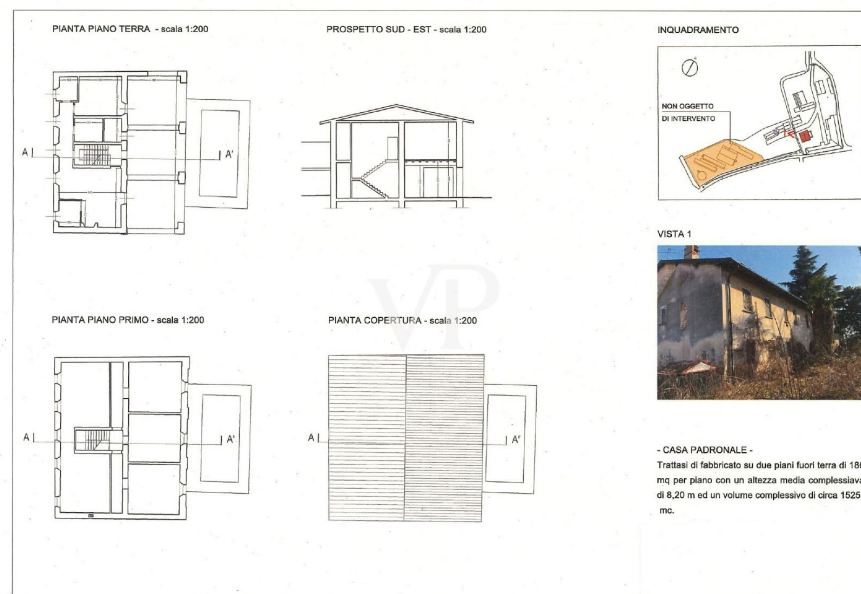 PIANTA PIANO TERRA - scala 1:200
PROSPETTO SUD - EST - scala 1:200
INQUADRAMENTO
NON OGGETTO
DI INTERVENTO
A
A'
VISTA 1
VP
PIANTA PIANO PRIMO - scala 1:200
PIANTA COPERTURA - scala 1:200
A
A'
A
A'
- CASA PADRONALE -
Trattasi di fabbricato su due piani fuori terra di 186
mq per piano con un altezza media complessiava
di 8,20 m ed un volume complessivo di circa 1525
mc.